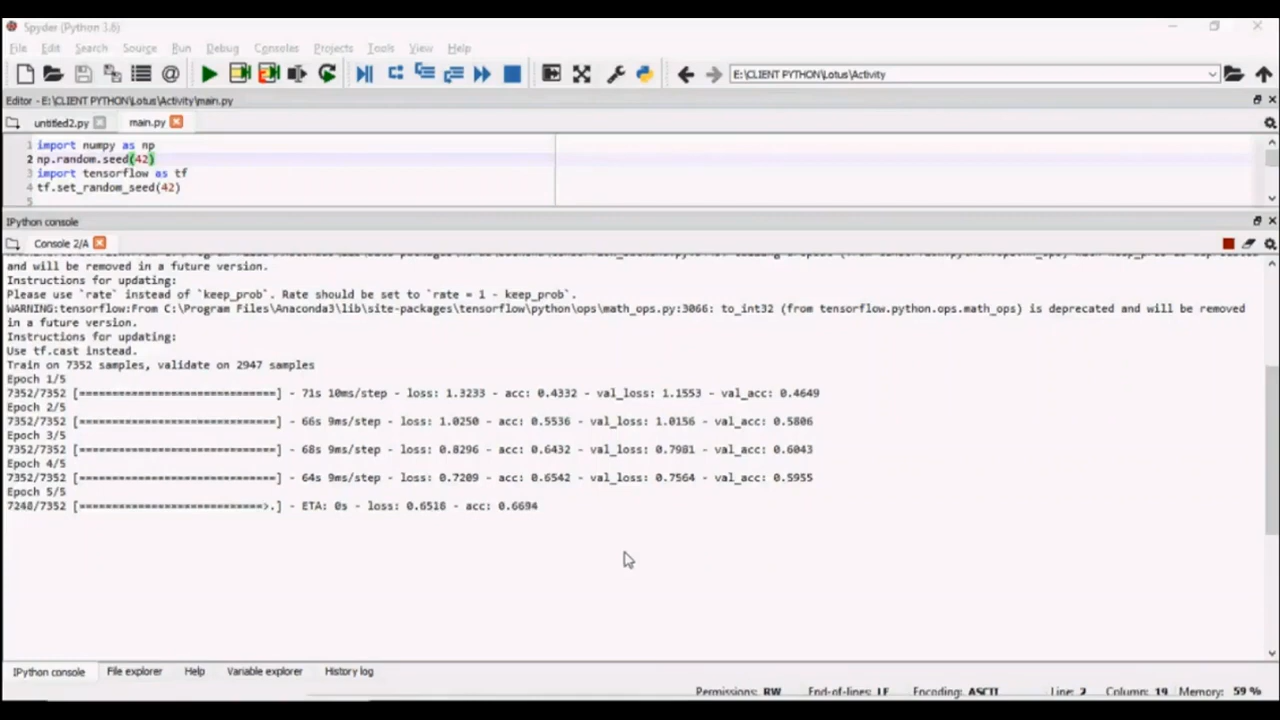 Spyder (Python 3.6)
File Edit Search Source Run Debug Consoles Projects Tools View Help
E:\CLIENT PYTHON\Lotus\Activity
Editor - E:\CLIENT PYTHON\Lotus\Activity\main.py
untitled2.py main.py
1 import numpy as np
2 np.random.seed(42)
3 import tensorflow as tf
4 tf.set_random_seed(42)
5
IPython console
Console 2/A
and will be removed in a future version.
Instructions for updating:
Please use `rate` instead of `keep_prob`. Rate should be set to `rate = 1 - keep_prob`.
WARNING:tensorflow:From C:\Program Files\Anaconda3\lib\site-packages\tensorflow\python\ops\math_ops.py:3066: to_int32 (from tensorflow.python.ops.math_ops) is deprecated and will be removed
in a future version.
Instructions for updating:
Use tf.cast instead.
Train on 7352 samples, validate on 2947 samples
Epoch 1/5
7352/7352 [==============================] - 71s 10ms/step - loss: 1.3233 - acc: 0.4332 - val_loss: 1.1553 - val_acc: 0.4649
Epoch 2/5
7352/7352 [==============================] - 66s 9ms/step - loss: 1.0250 - acc: 0.5536 - val_loss: 1.0156 - val_acc: 0.5806
Epoch 3/5
7352/7352 [==============================] - 68s 9ms/step - loss: 0.8296 - acc: 0.6432 - val_loss: 0.7981 - val_acc: 0.6043
Epoch 4/5
7352/7352 [==============================] - 64s 9ms/step - loss: 0.7209 - acc: 0.6542 - val_loss: 0.7564 - val_acc: 0.5955
Epoch 5/5
7248/7352 [============================>.] - ETA: 0s - loss: 0.6516 - acc: 0.6694
IPython console File explorer Help Variable explorer History log
Permissions: RW End-of-lines: LF Encoding: ASCII Line: 2 Column: 19 Memory: 59 %